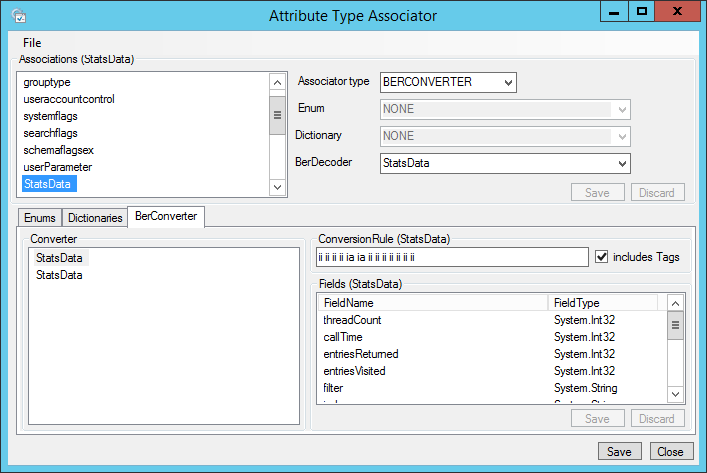 Attribute Type Associator
File
Associations (StatsData)
grouptype
useraccountcontrol
systemflags
searchflags
schemaflagsex
userParameter
StatsData
Associator type BERCONVERTER
Enum NONE
Dictionary NONE
BerDecoder StatsData
Save Discard
Enums Dictionaries BerConverter
Converter
StatsData
StatsData
ConversionRule (StatsData)
ii ii ii ii ia ia ii ii ii ii ii ii ii
includes Tags
Fields (StatsData)
FieldName FieldType
threadCount System.Int32
callTime System.Int32
entriesReturned System.Int32
entriesVisited System.Int32
filter System.String
Save Discard
Save Close